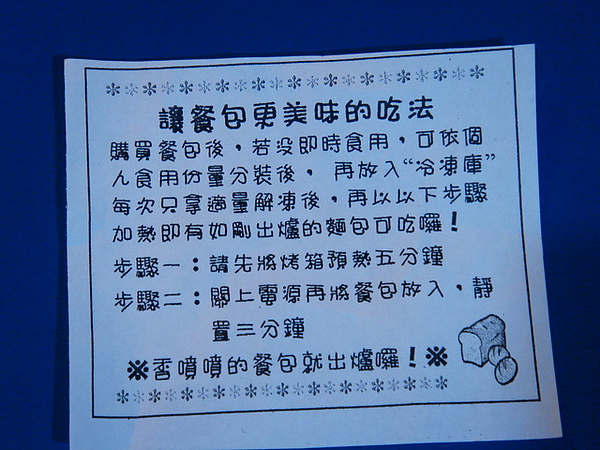 讓餐包更美味的吃法
購買餐包後，若沒即時食用，可依個
人食用份量分裝後，再放入“冷凍庫”
每次只拿適量解凍後，再以以下步驟
加熱即有如剛出爐的麵包可吃囉！
步驟一：請先將烤箱預熱五分鐘
步驟二：關上電源再將餐包放入，靜
置三分鐘
※香噴噴的餐包就出爐囉！※